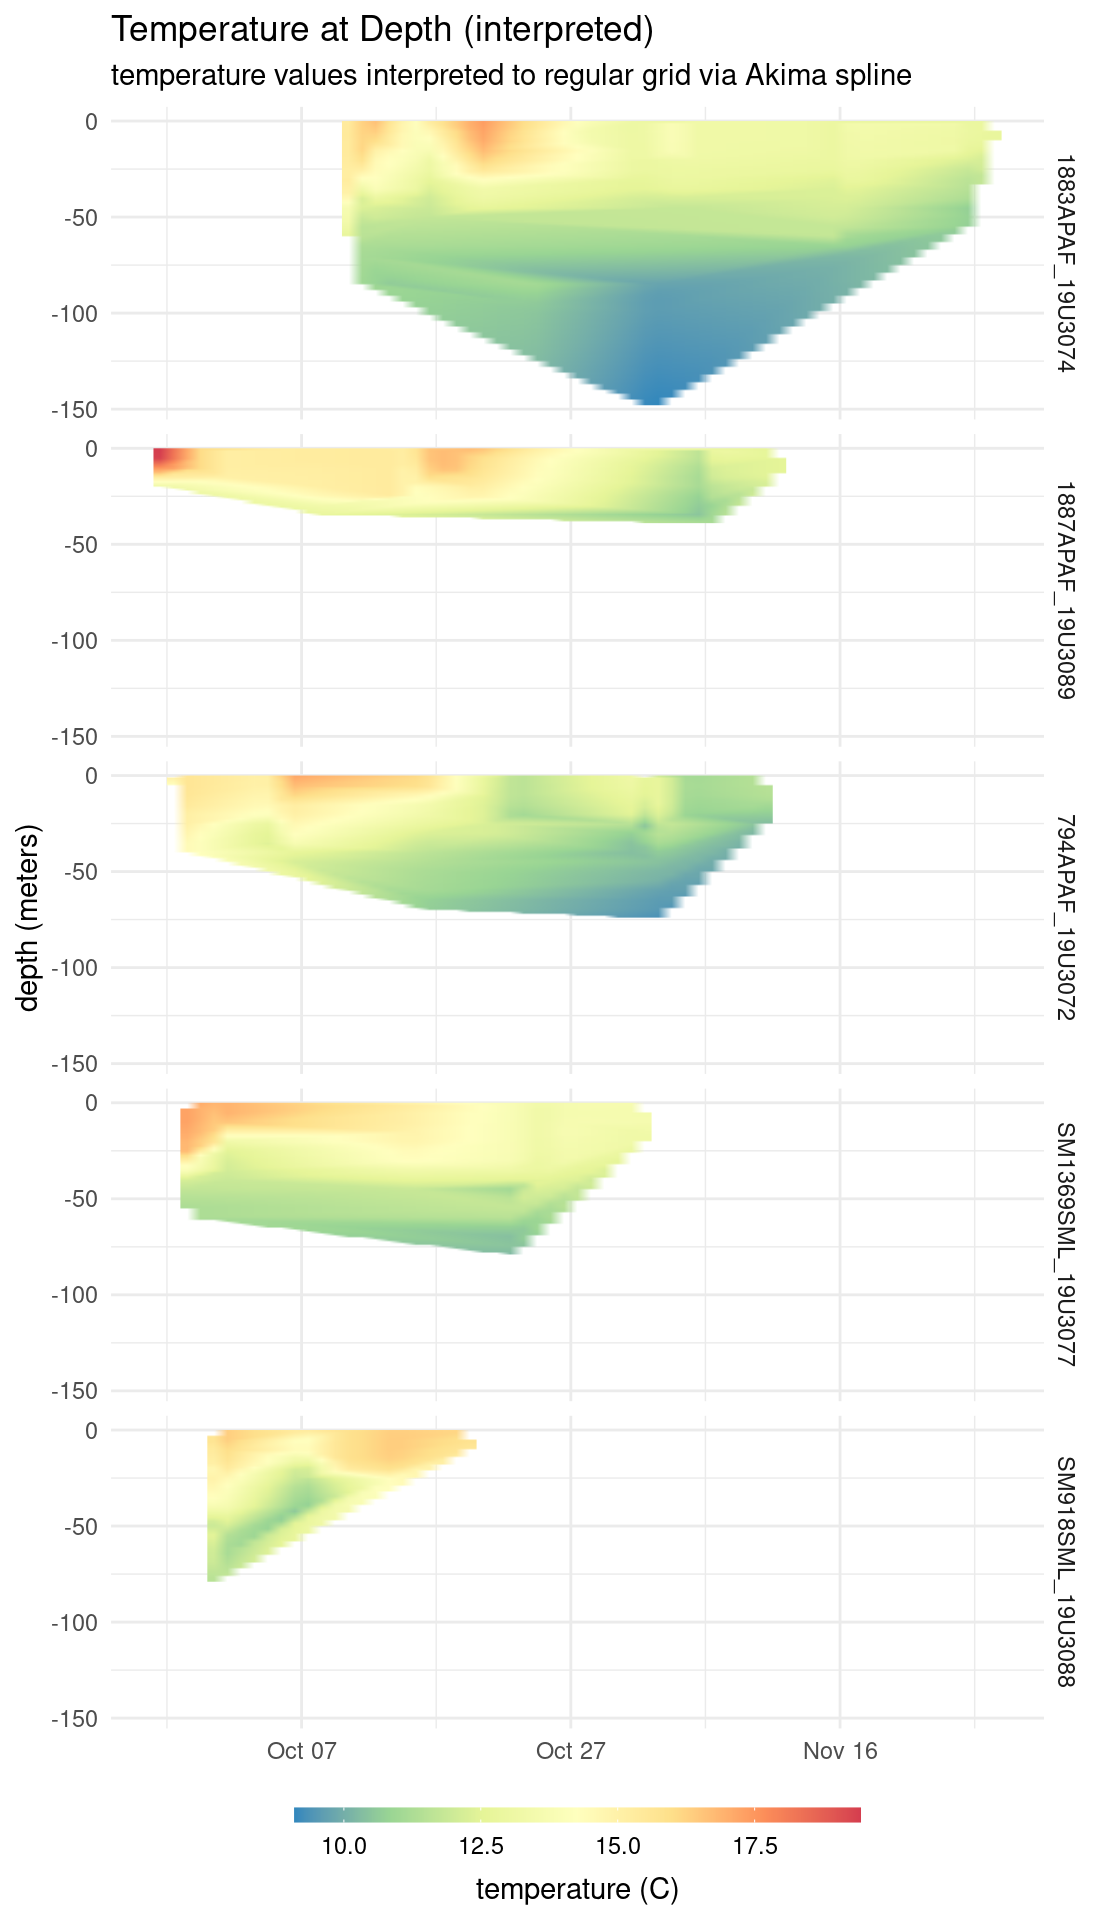 Temperature at Depth (interpreted)
temperature values interpreted to regular grid via Akima spline
0
-50
-100
-150
1883APAF_19U3074
0
-50
-100
-150
1887APAF_19U3089
0
-50
-100
-150
794APAF_19U3072
0
-50
-100
-150
SM1369SML_19U3077
0
-50
-100
-150
SM918SML_19U3088
depth (meters)
Oct 07 Oct 27 Nov 16
10.0 12.5 15.0 17.5
temperature (C)